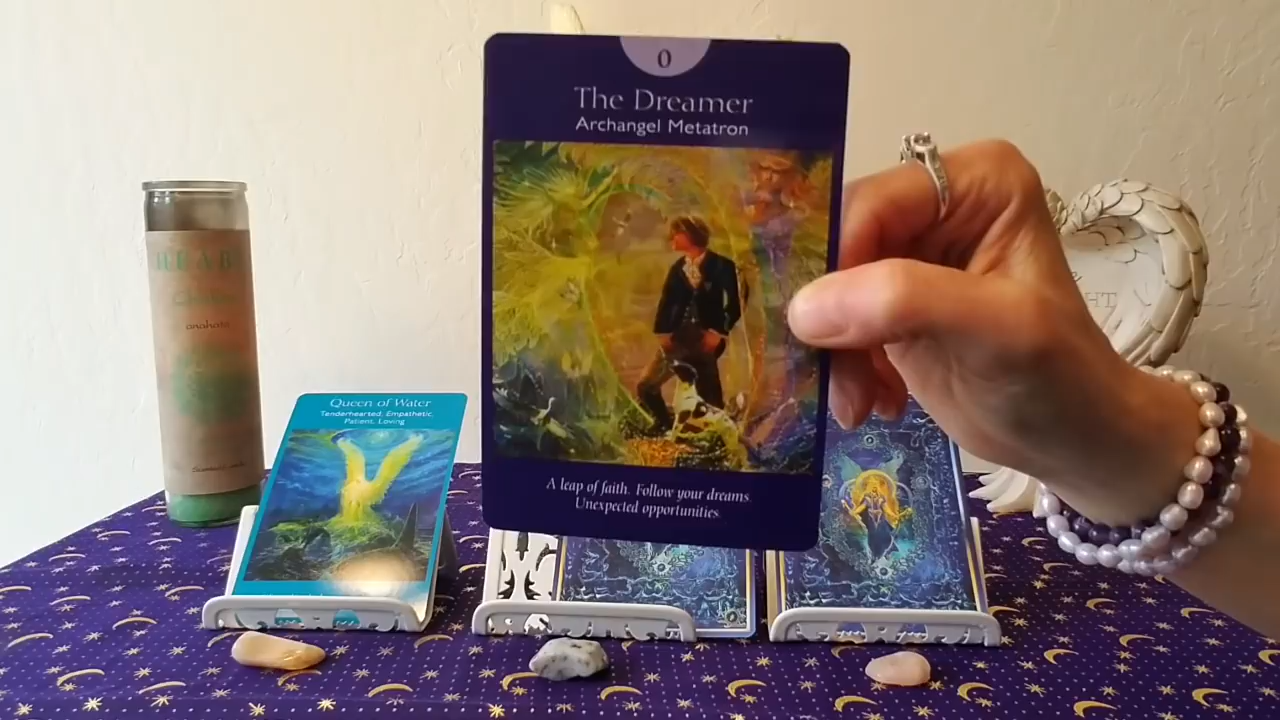 0
The Dreamer
Archangel Metatron
A leap of faith. Follow your dreams.
Unexpected opportunities.
Queen of Water
Tenderhearted, Empathetic,
Patient, Loving
anahata